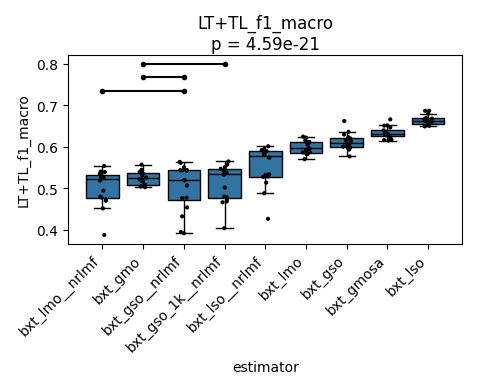 LT+TL_f1_macro
p = 4.59e-21
LT+TL_f1_macro
0.8
0.7
0.6
0.5
0.4
bxt_lmo__nrlmf
bxt_gmo
bxt_gso__nrlmf
bxt_gso_1k__nrlmf
bxt_lso__nrlmf
bxt_lmo
bxt_gso
bxt_gmosa
bxt_lso
estimator